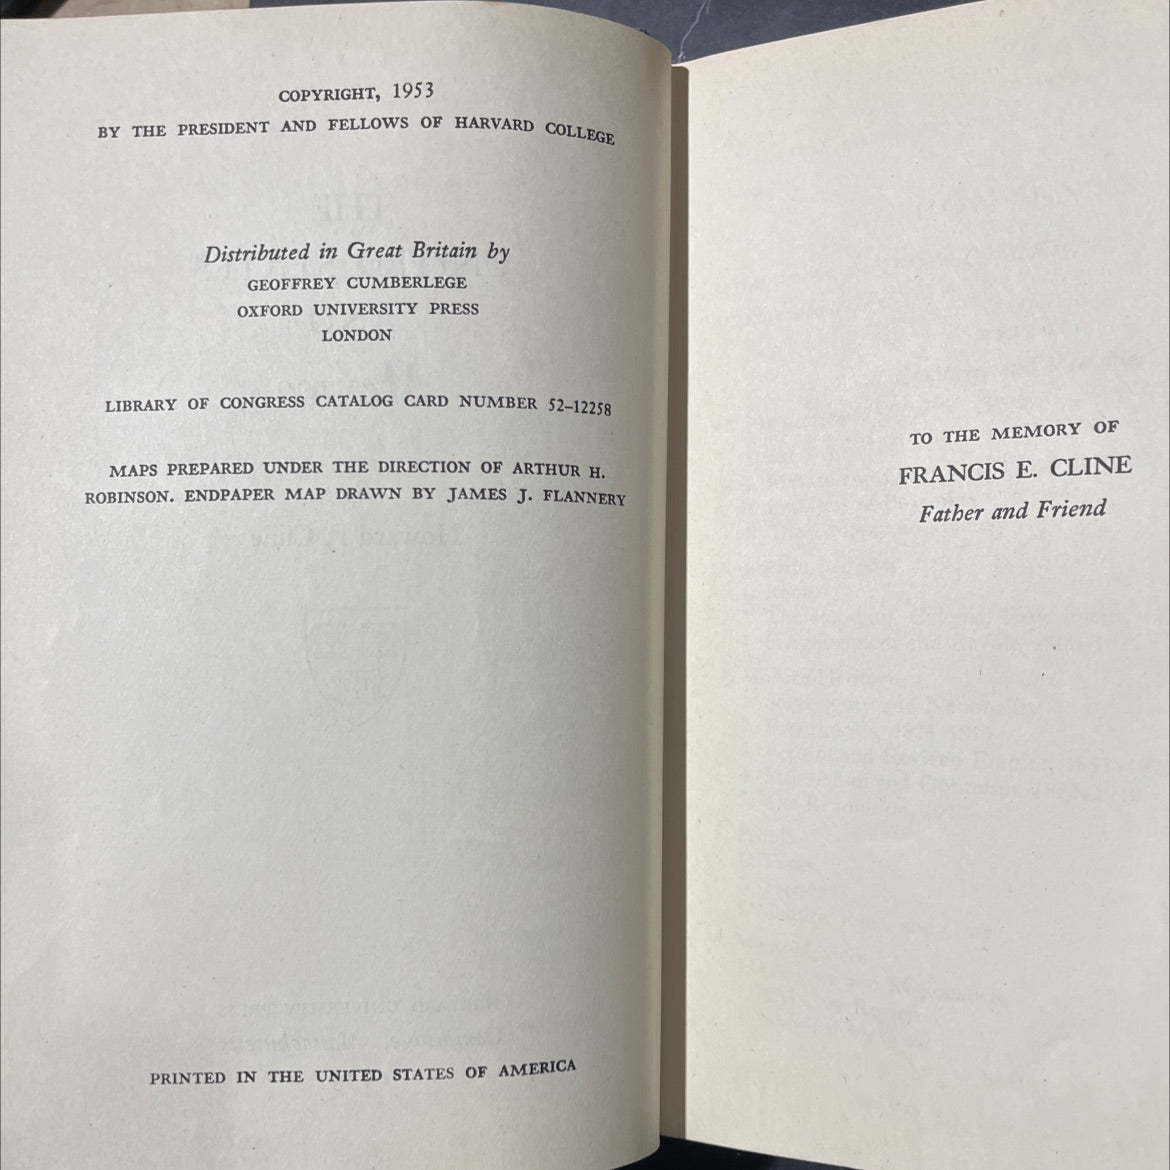 COPYRIGHT, 1953
BY THE PRESIDENT AND FELLOWS OF HARVARD COLLEGE
Distributed in Great Britain by
GEOFFREY CUMBERLEGE
OXFORD UNIVERSITY PRESS
LONDON
LIBRARY OF CONGRESS CATALOG CARD NUMBER 52–12258
MAPS PREPARED UNDER THE DIRECTION OF ARTHUR H.
ROBINSON. ENDPAPER MAP DRAWN BY JAMES J. FLANNERY
PRINTED IN THE UNITED STATES OF AMERICA
TO THE MEMORY OF
FRANCIS E. CLINE
Father and Friend